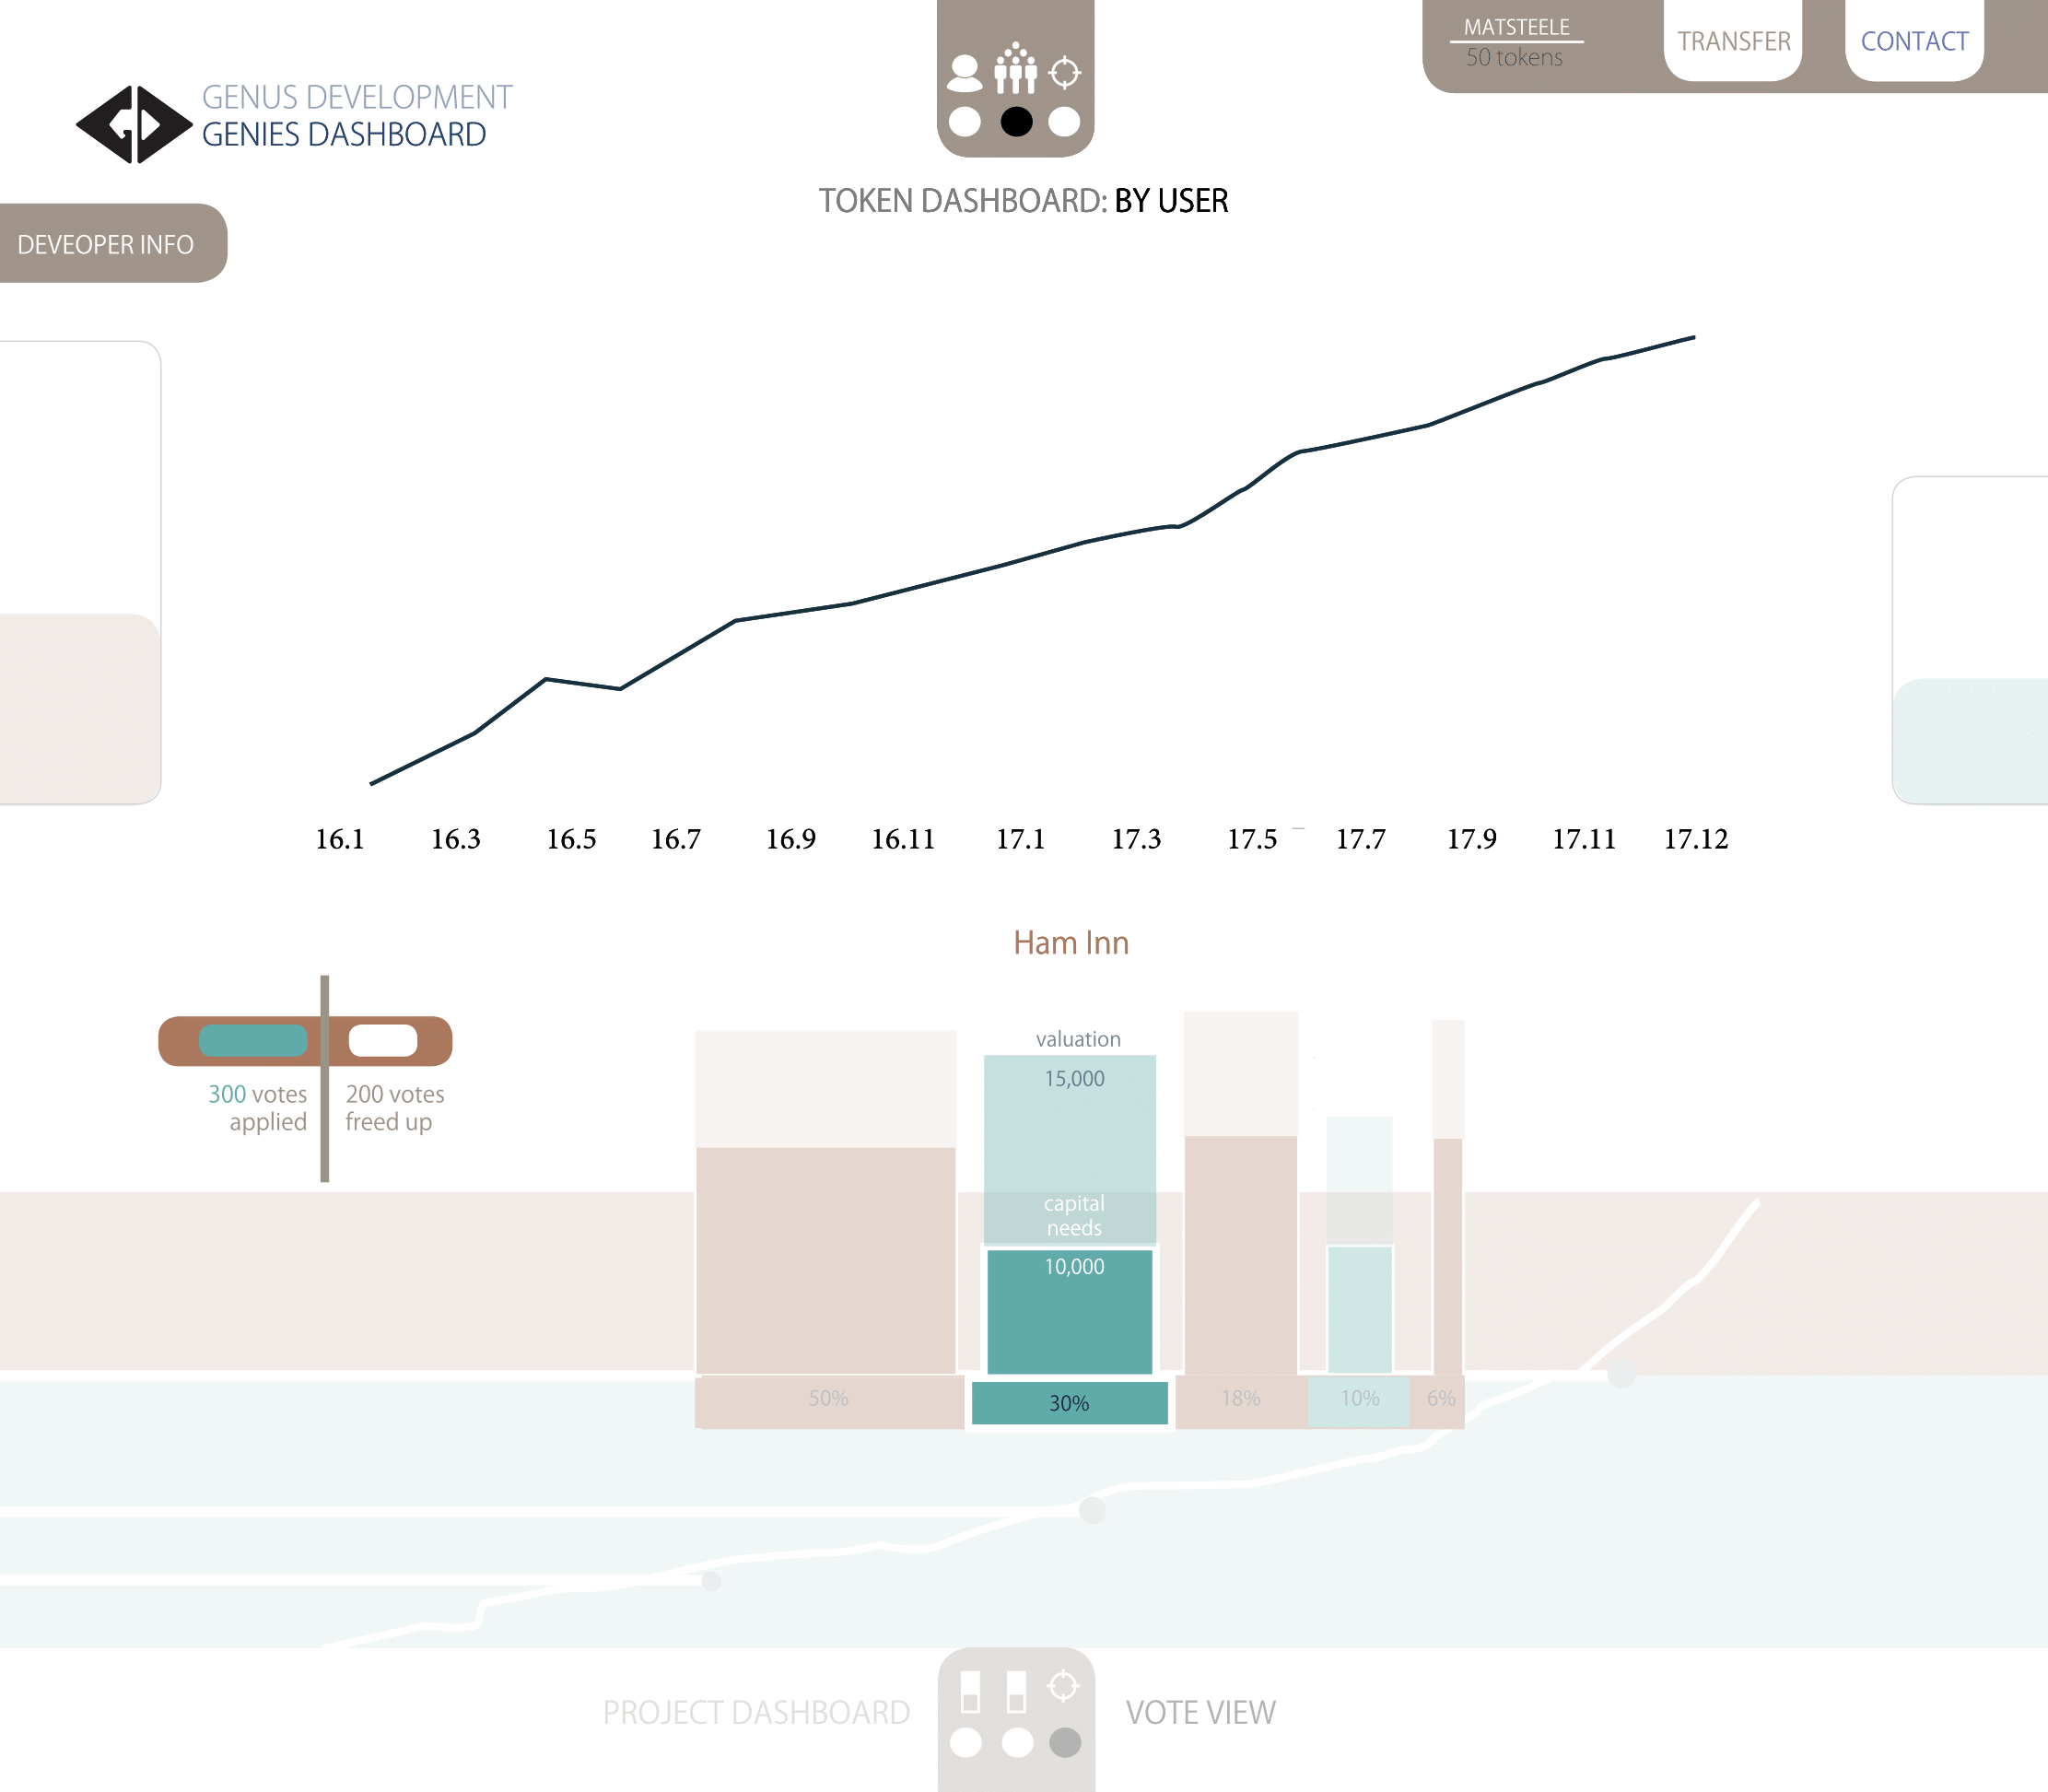 MATSTEELE
50 tokens
TRANSFER
CONTACT
GENUS DEVELOPMENT
GENIES DASHBOARD
TOKEN DASHBOARD: BY USER
DEVEOPER INFO
16.1 16.3 16.5 16.7 16.9 16.11 17.1 17.3 17.5 17.7 17.9 17.11 17.12
Ham Inn
300 votes
applied
200 votes
freed up
valuation
15,000
capital
needs
10,000
50% 30% 18% 10% 6%
PROJECT DASHBOARD
VOTE VIEW